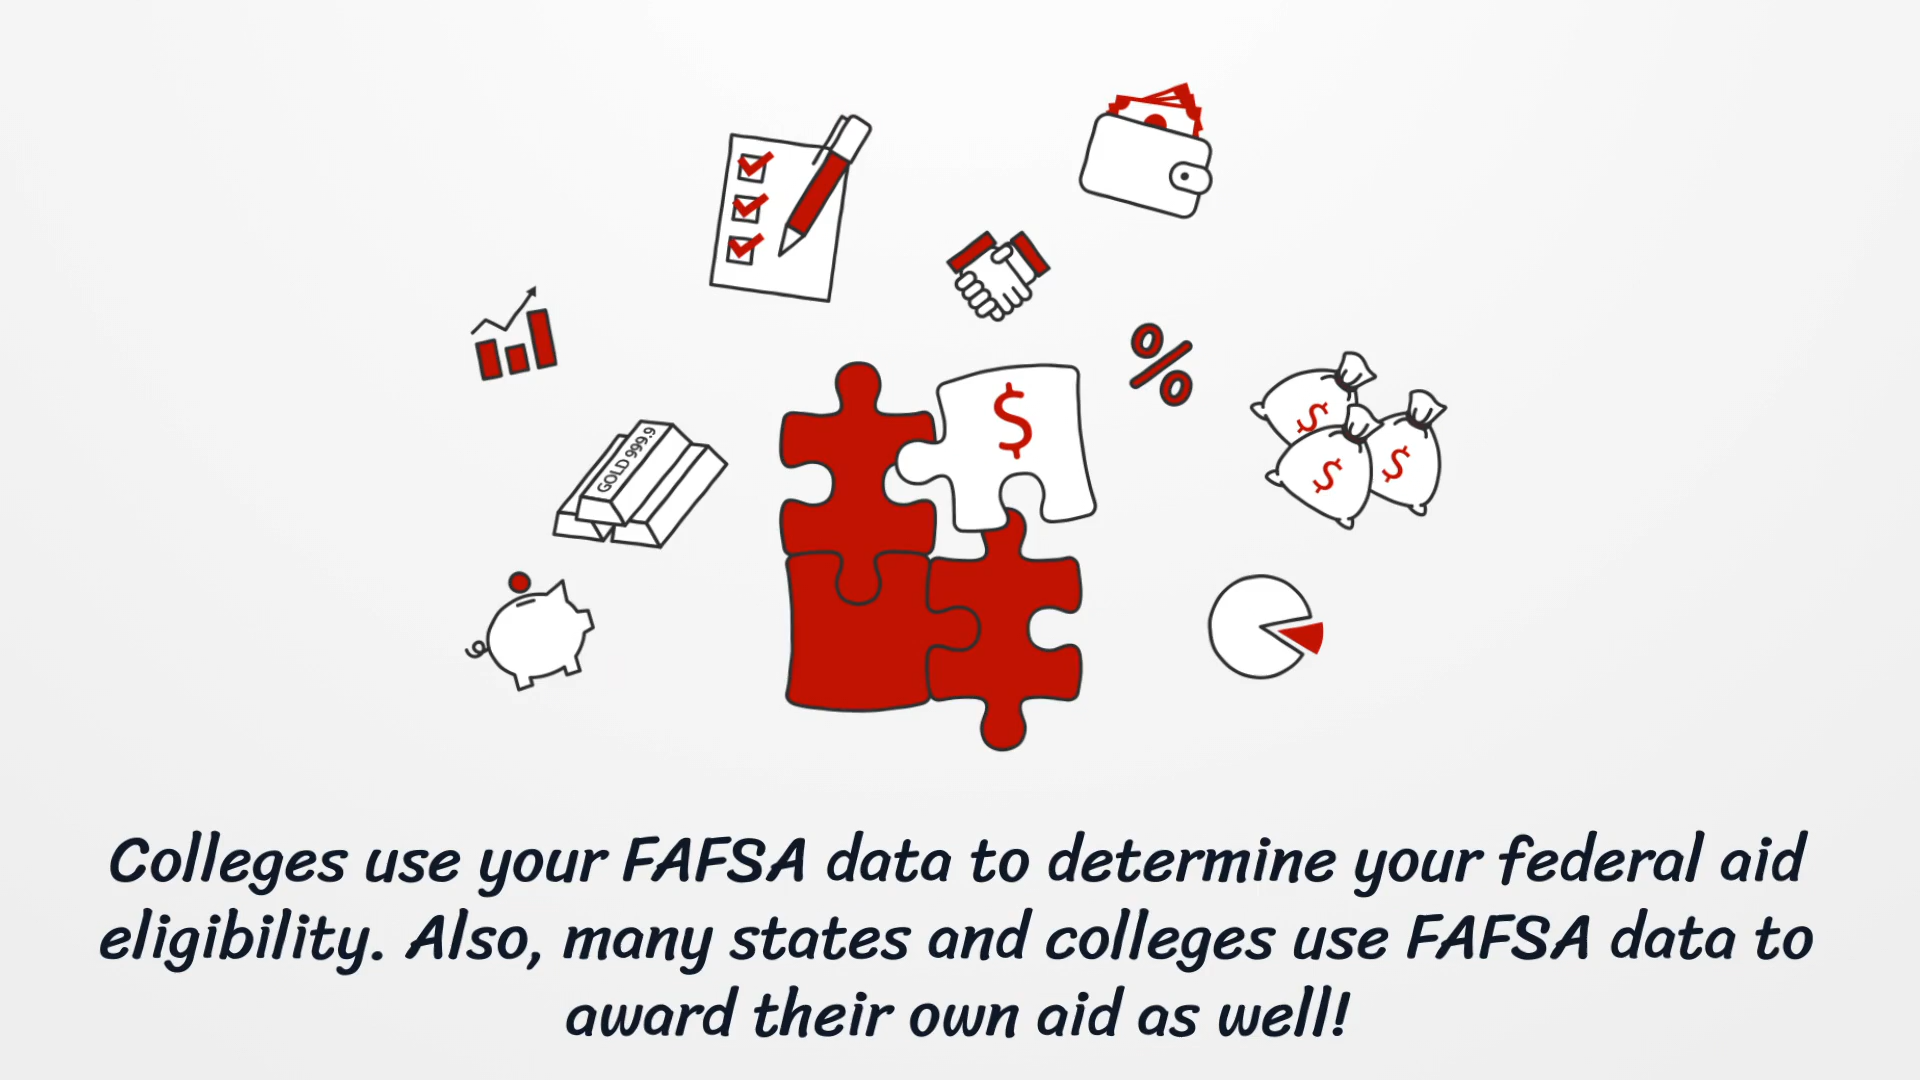 $
%
GOLD 999.9
$
$
$
Colleges use your FAFSA data to determine your federal aid
eligibility. Also, many states and colleges use FAFSA data to
award their own aid as well!